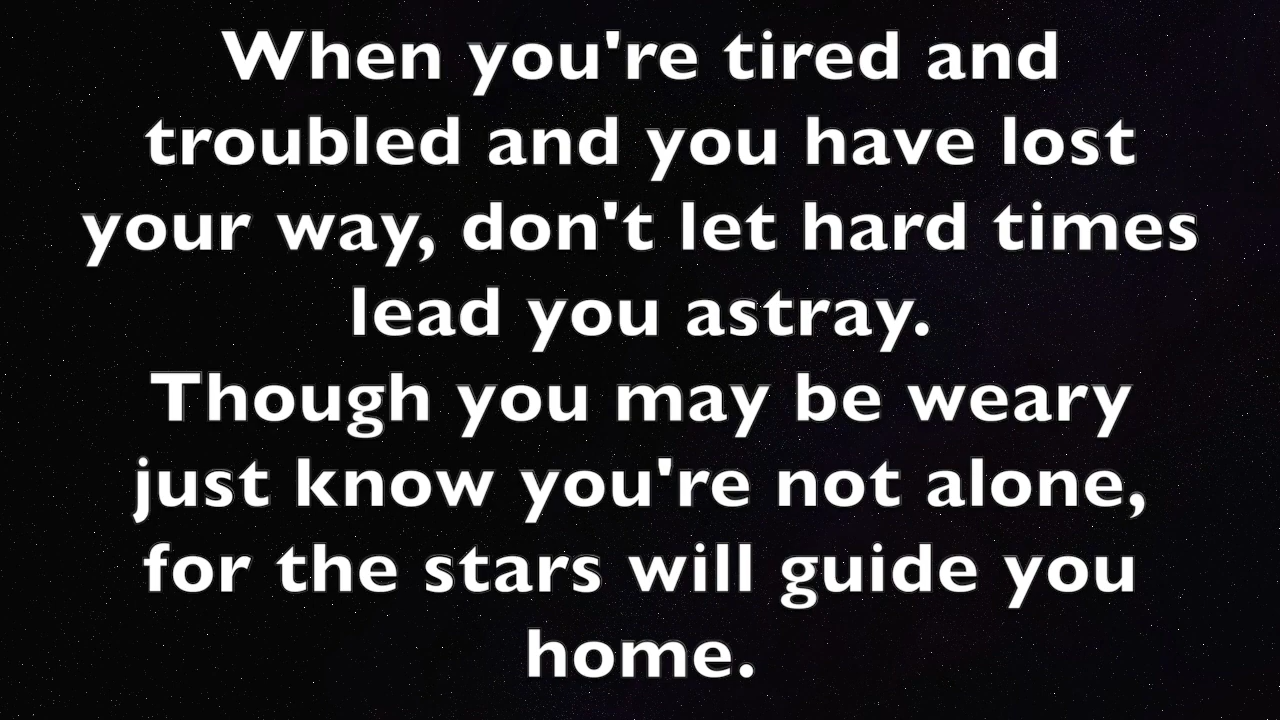 When you're tired and
troubled and you have lost
your way, don't let hard times
lead you astray.
Though you may be weary
just know you're not alone,
for the stars will guide you
home.